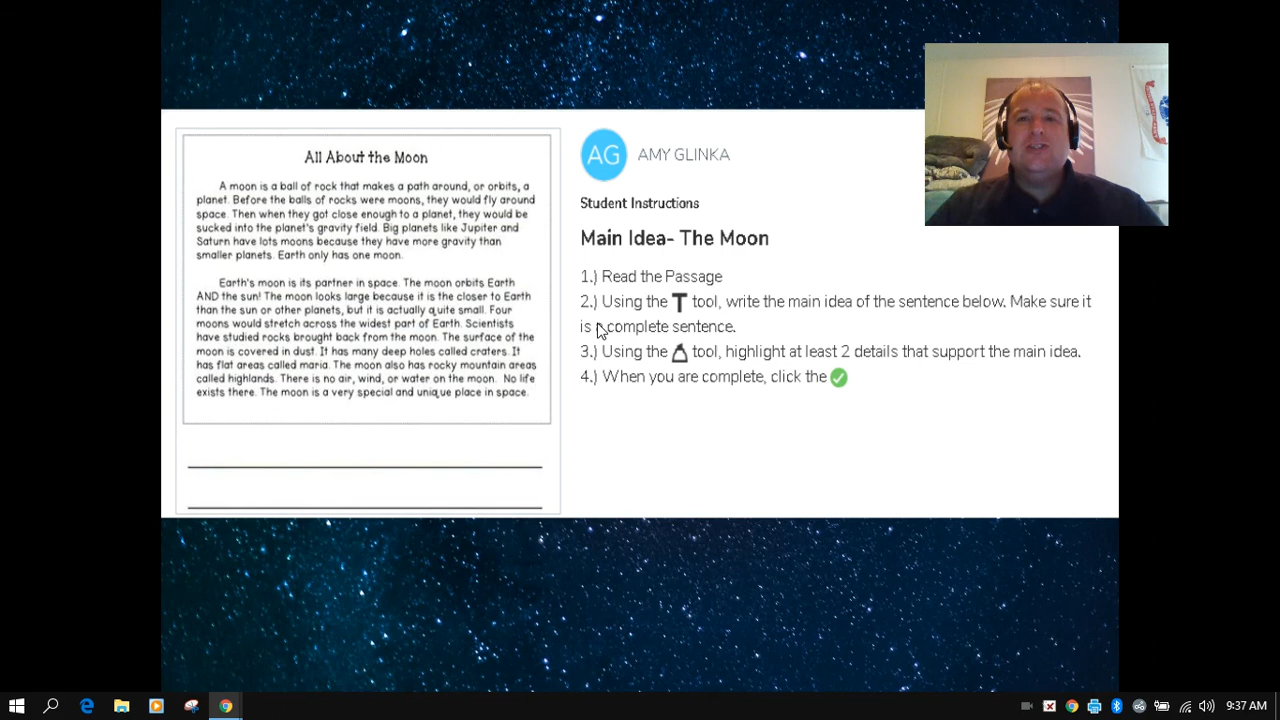 All About the Moon
A moon is a ball of rock that makes a path around, or orbits, a
planet. Before the balls of rocks were moons, they would fly around
space. Then when they got close enough to a planet, they would be
sucked into the planet's gravity field. Big planets like Jupiter and
Saturn have lots moons because they have more gravity than
smaller planets. Earth only has one moon.
Earth's moon is its partner in space. The moon orbits Earth
AND the sun! The moon looks large because it is the closer to Earth
than the sun or other planets, but it is actually quite small. Four
moons would stretch across the widest part of Earth. Scientists
have studied rocks brought back from the moon. The surface of the
moon is covered in dust. It has many deep holes called craters. It
has flat areas called maria. The moon also has rocky mountain areas
called highlands. There is no air, wind, or water on the moon. No life
exists there. The moon is a very special and unique place in space.
AG AMY GLINKA
Student Instructions
Main Idea- The Moon
1.) Read the Passage
2.) Using the T tool, write the main idea of the sentence below. Make sure it
is complete sentence.
3.) Using the tool, highlight at least 2 details that support the main idea.
4.) When you are complete, click the
9:37 AM